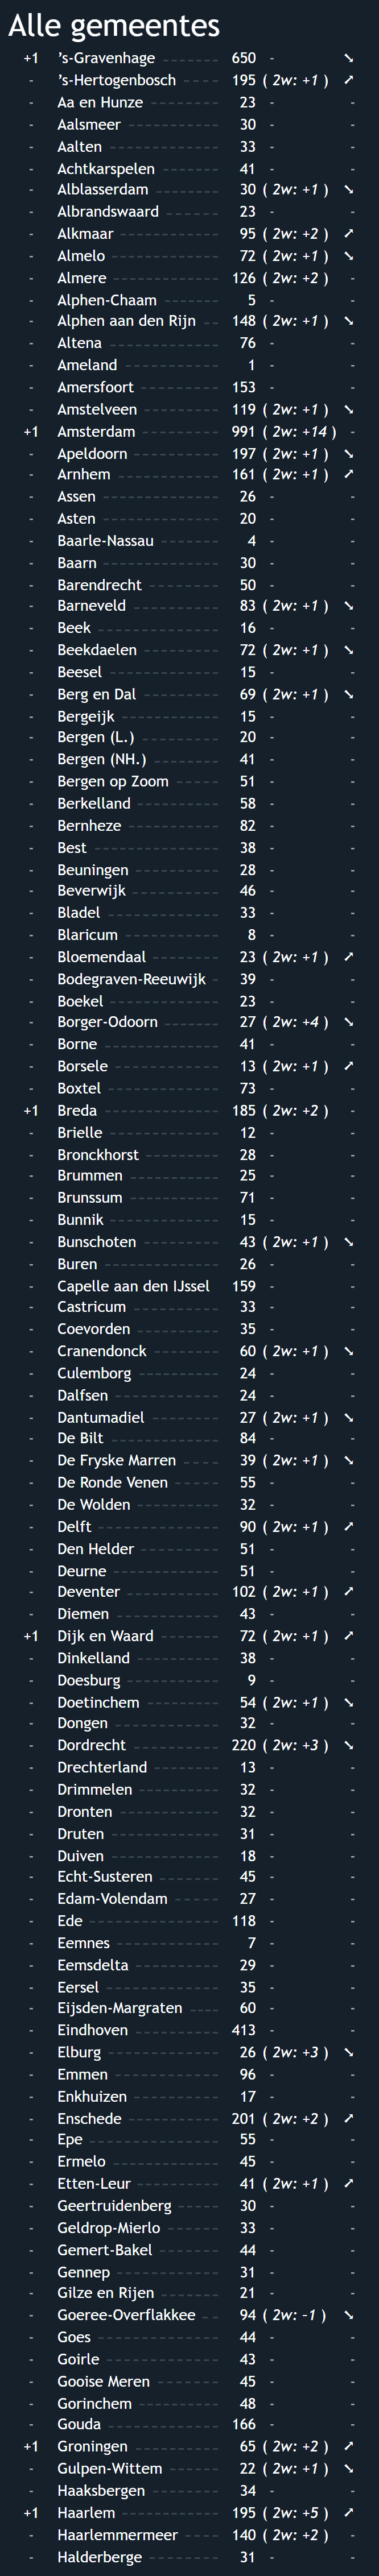 Alle gemeentes
+1 ’s-Gravenhage 650 - ↘
- ’s-Hertogenbosch 195 ( 2w: +1 ) ↗
- Aa en Hunze 23 - -
- Aalsmeer 30 - -
- Aalten 33 - -
- Achtkarspelen 41 - -
- Alblasserdam 30 ( 2w: +1 ) ↘
- Albrandswaard 23 - -
- Alkmaar 95 ( 2w: +2 ) ↗
- Almelo 72 ( 2w: +1 ) ↘
- Almere 126 ( 2w: +2 ) -
- Alphen-Chaam 5 - -
- Alphen aan den Rijn 148 ( 2w: +1 ) ↘
- Altena 76 - -
- Ameland 1 - -
- Amersfoort 153 - -
- Amstelveen 119 ( 2w: +1 ) ↘
+1 Amsterdam 991 ( 2w: +14 ) -
- Apeldoorn 197 ( 2w: +1 ) ↘
- Arnhem 161 ( 2w: +1 ) ↗
- Assen 26 - -
- Asten 20 - -
- Baarle-Nassau 4 - -
- Baarn 30 - -
- Barendrecht 50 - -
- Barneveld 83 ( 2w: +1 ) ↘
- Beek 16 - -
- Beekdaelen 72 ( 2w: +1 ) ↘
- Beesel 15 - -
- Berg en Dal 69 ( 2w: +1 ) ↘
- Bergeijk 15 - -
- Bergen (L.) 20 - -
- Bergen (NH.) 41 - -
- Bergen op Zoom 51 - -
- Berkelland 58 - -
- Bernheze 82 - -
- Best 38 - -
- Beuningen 28 - -
- Beverwijk 46 - -
- Bladel 33 - -
- Blaricum 8 - -
- Bloemendaal 23 ( 2w: +1 ) ↗
- Bodegraven-Reeuwijk 39 - -
- Boekel 23 - -
- Borger-Odoorn 27 ( 2w: +4 ) ↘
- Borne 41 - -
- Borsele 13 ( 2w: +1 ) ↗
- Boxtel 73 - -
+1 Breda 185 ( 2w: +2 ) -
- Brielle 12 - -
- Bronckhorst 28 - -
- Brummen 25 - -
- Brunssum 71 - -
- Bunnik 15 - -
- Bunschoten 43 ( 2w: +1 ) ↘
- Buren 26 - -
- Capelle aan den IJssel 159 - -
- Castricum 33 - -
- Coevorden 35 - -
- Cranendonck 60 ( 2w: +1 ) ↘
- Culemborg 24 - -
- Dalfsen 24 - -
- Dantumadiel 27 ( 2w: +1 ) ↘
- De Bilt 84 - -
- De Fryske Marren 39 ( 2w: +1 ) ↘
- De Ronde Venen 55 - -
- De Wolden 32 - -
- Delft 90 ( 2w: +1 ) ↗
- Den Helder 51 - -
- Deurne 51 - -
- Deventer 102 ( 2w: +1 ) ↗
- Diemen 43 - -
+1 Dijk en Waard 72 ( 2w: +1 ) ↗
- Dinkelland 38 - -
- Doesburg 9 - -
- Doetinchem 54 ( 2w: +1 ) ↘
- Dongen 32 - -
- Dordrecht 220 ( 2w: +3 ) ↘
- Drechterland 13 - -
- Drimmelen 32 - -
- Dronten 32 - -
- Druten 31 - -
- Duiven 18 - -
- Echt-Susteren 45 - -
- Edam-Volendam 27 - -
- Ede 118 - -
- Eemnes 7 - -
- Eemsdelta 29 - -
- Eersel 35 - -
- Eijsden-Margraten 60 - -
- Eindhoven 413 - -
- Elburg 26 ( 2w: +3 ) ↘
- Emmen 96 - -
- Enkhuizen 17 - -
- Enschede 201 ( 2w: +2 ) ↗
- Epe 55 - -
- Ermelo 45 - -
- Etten-Leur 41 ( 2w: +1 ) ↗
- Geertruidenberg 30 - -
- Geldrop-Mierlo 33 - -
- Gemert-Bakel 44 - -
- Gennep 31 - -
- Gilze en Rijen 21 - -
- Goeree-Overflakkee 94 ( 2w: -1 ) ↘
- Goes 44 - -
- Goirle 43 - -
- Gooise Meren 45 - -
- Gorinchem 48 - -
- Gouda 166 - -
+1 Groningen 65 ( 2w: +2 ) ↗
- Gulpen-Wittem 22 ( 2w: +1 ) ↘
- Haaksbergen 34 - -
+1 Haarlem 195 ( 2w: +5 ) ↗
- Haarlemmermeer 140 ( 2w: +2 ) -
- Halderberge 31 - -